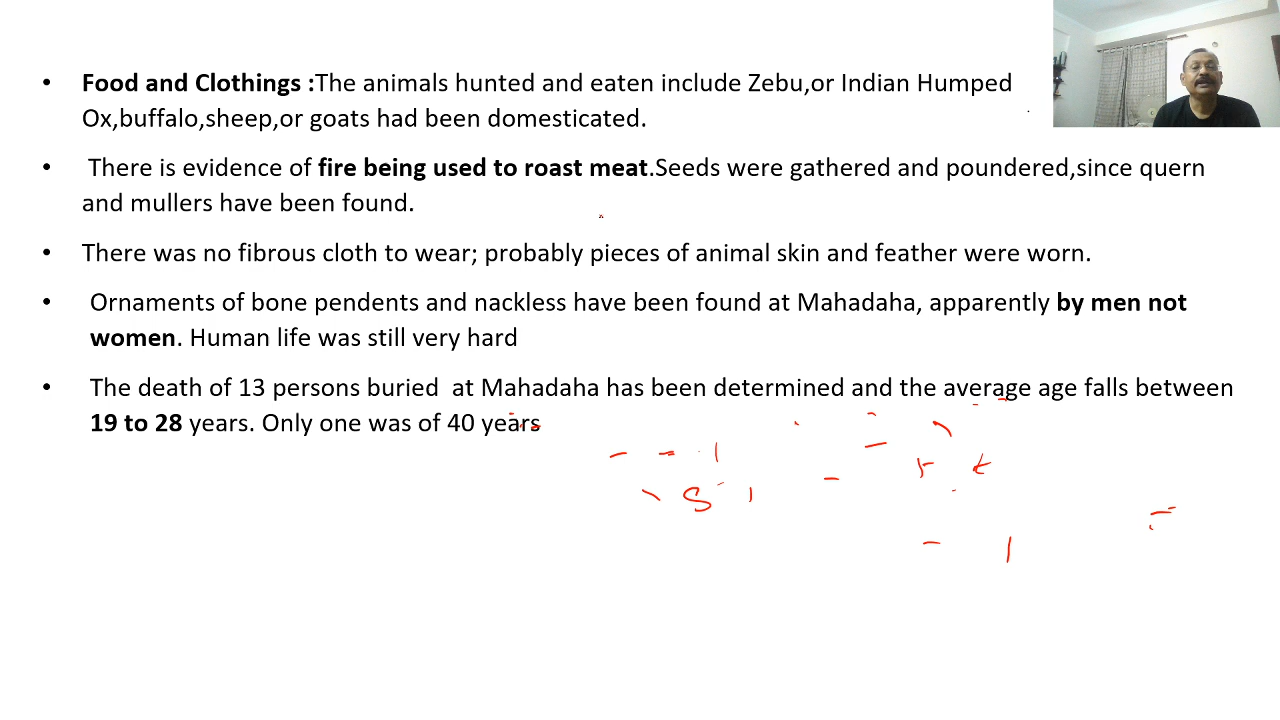 • Food and Clothings :The animals hunted and eaten include Zebu,or Indian Humped
Ox,buffalo,sheep,or goats had been domesticated.
• There is evidence of fire being used to roast meat.Seeds were gathered and poundered,since quern
and mullers have been found.
• There was no fibrous cloth to wear; probably pieces of animal skin and feather were worn.
• Ornaments of bone pendents and nackless have been found at Mahadaha, apparently by men not
women. Human life was still very hard
• The death of 13 persons buried at Mahadaha has been determined and the average age falls between
19 to 28 years. Only one was of 40 years